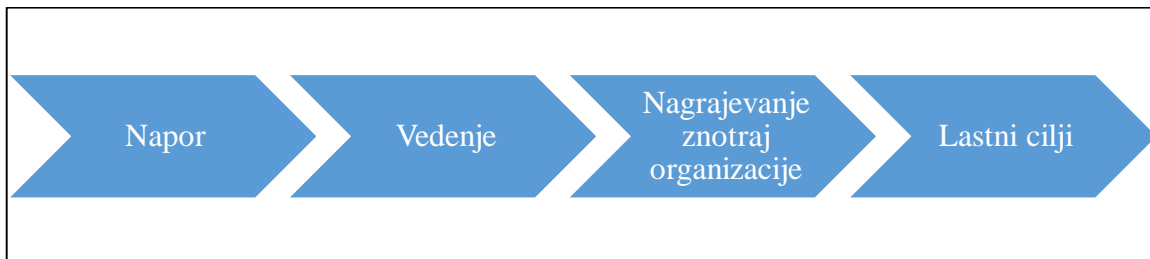 Napor
Vedenje
Nagrajevanje
znotraj
organizacije
Lastni cilji